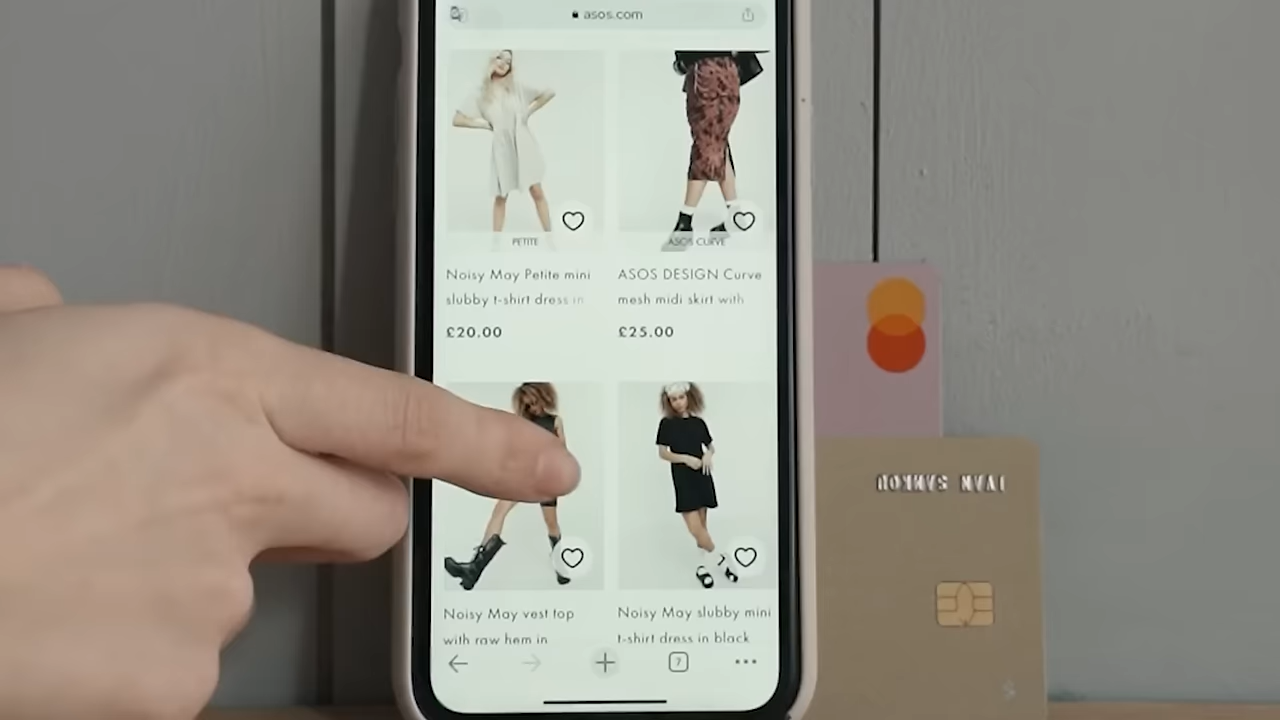 asos.com
PETITE
ASOS CURVE
Noisy May Petite mini
slubby t-shirt dress in
£20.00
ASOS DESIGN Curve
mesh midi skirt with
£25.00
Noisy May vest top
with raw hem in
Noisy May slubby mini
t-shirt dress in black
7
IVAN SAMKOU